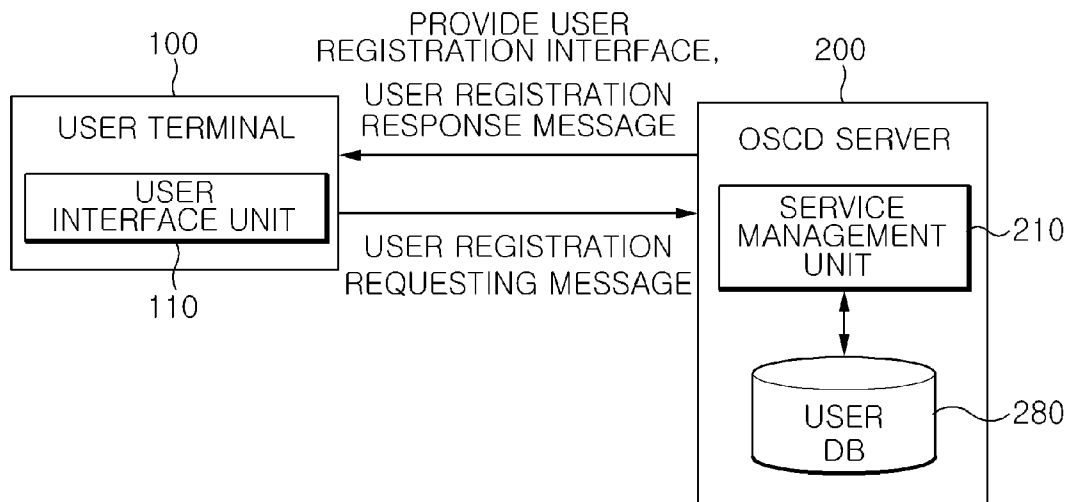 PROVIDE USER
REGISTRATION INTERFACE,
USER REGISTRATION
RESPONSE MESSAGE
100
USER TERMINAL
USER
INTERFACE UNIT
110
USER REGISTRATION
REQUESTING MESSAGE
200
OSCD SERVER
SERVICE
MANAGEMENT
UNIT
210
USER
DB
280